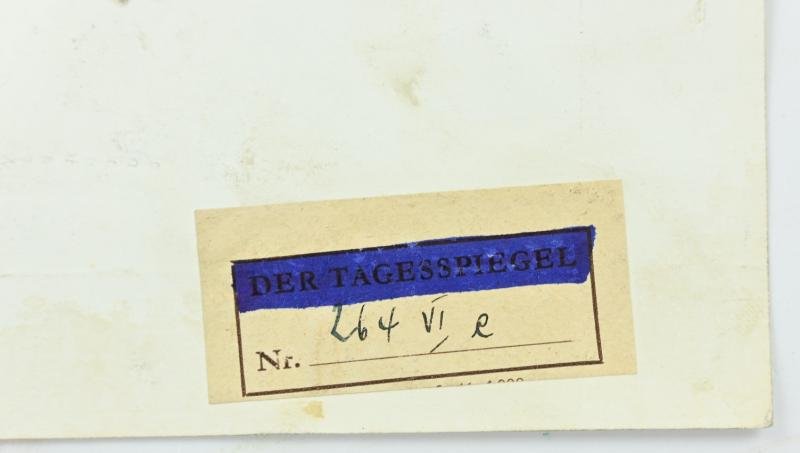 DER TAGESSPIEGEL
264 VI e
Nr.